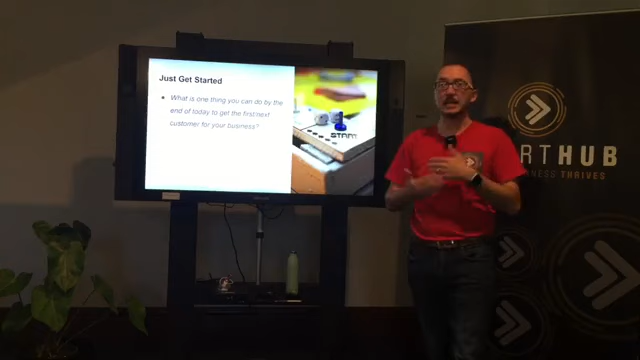 Just Get Started
• What is one thing you can do by the
end of today to get the first/next
customer for your business?
START
RTHUB
NESS THRIVES